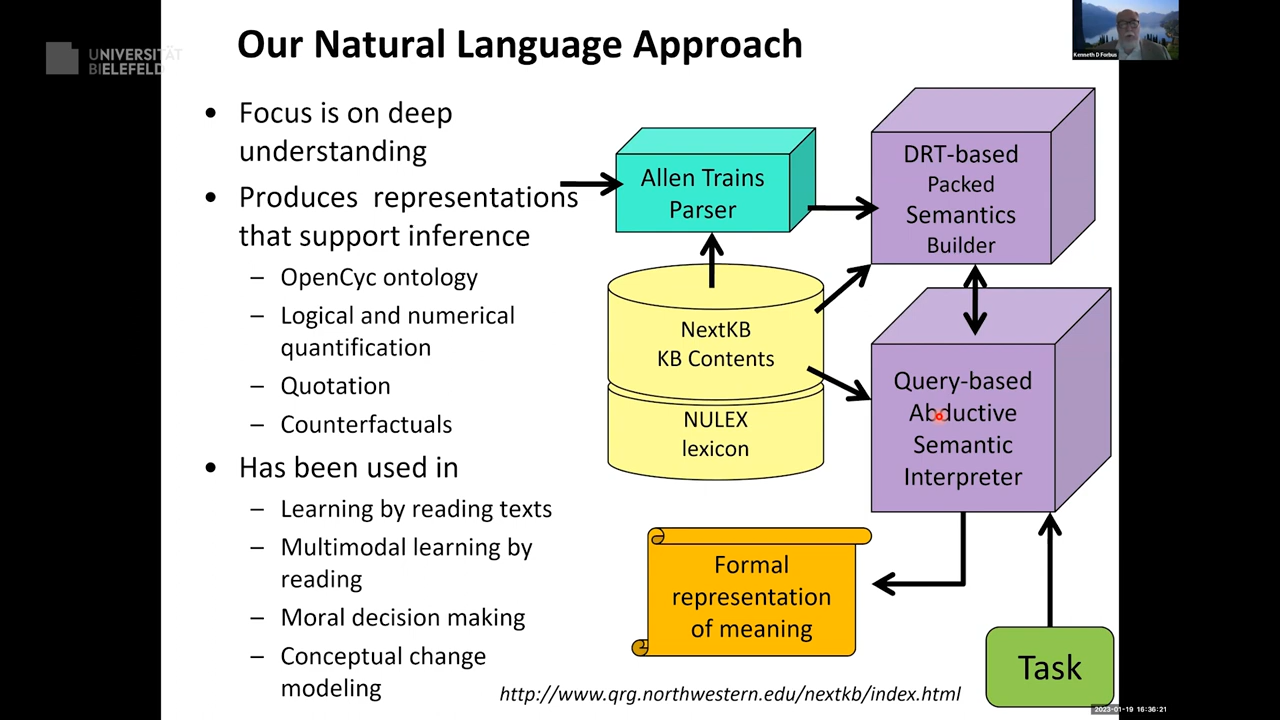 UNIVERSITÄT
BIELEFELD
Our Natural Language Approach
Kenneth D Forbus
• Focus is on deep
understanding
• Produces representations
that support inference
– OpenCyc ontology
– Logical and numerical
quantification
– Quotation
– Counterfactuals
• Has been used in
– Learning by reading texts
– Multimodal learning by
reading
– Moral decision making
– Conceptual change
modeling
Allen Trains
Parser
DRT-based
Packed
Semantics
Builder
NextKB
KB Contents
NULEX
lexicon
Query-based
Abductive
Semantic
Interpreter
Formal
representation
of meaning
Task
http://www.qrg.northwestern.edu/nextkb/index.html
2023-01-19 16:36:21